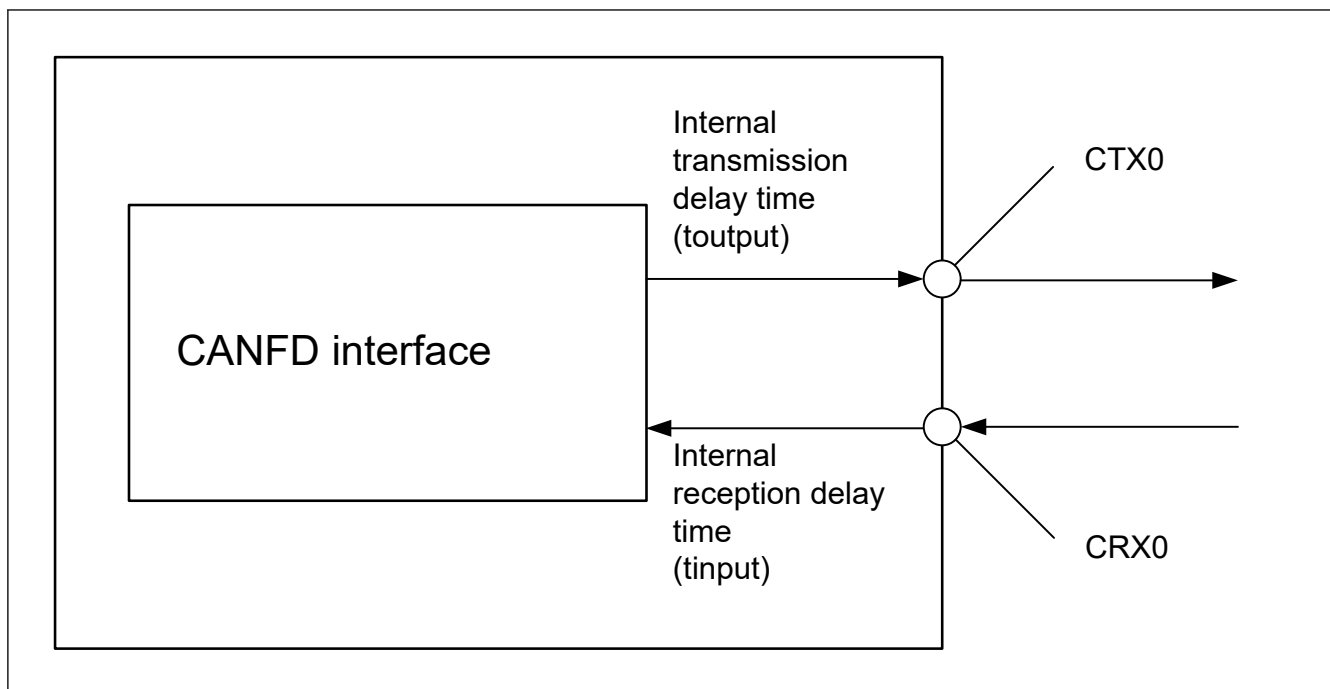 Internal
transmission
delay time
(toutput)
CTX0
CANFD interface
Internal
reception delay
time
(tinput)
CRX0